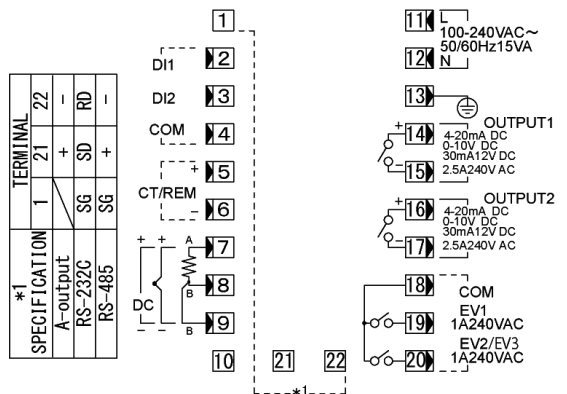 *1
SPECIFICATION
TERMINAL
1 21 22
A-output + -
RS-232C SG SD RD
RS-485 SG + -
1
DI1 2
DI2 3
COM 4
+ 5
CT/REM
- 6
+ + A 7
DC B 8
- - B 9
10
21 22
*1
11 L
100-240VAC～
50/60Hz15VA
12 N
13
OUTPUT1
14 + 4-20mA DC
0-10V DC
30mA12V DC
15 - 2.5A240V AC
OUTPUT2
16 + 4-20mA DC
0-10V DC
30mA12V DC
17 - 2.5A240V AC
18 COM
EV1
19 1A240VAC
EV2/EV3
20 1A240VAC